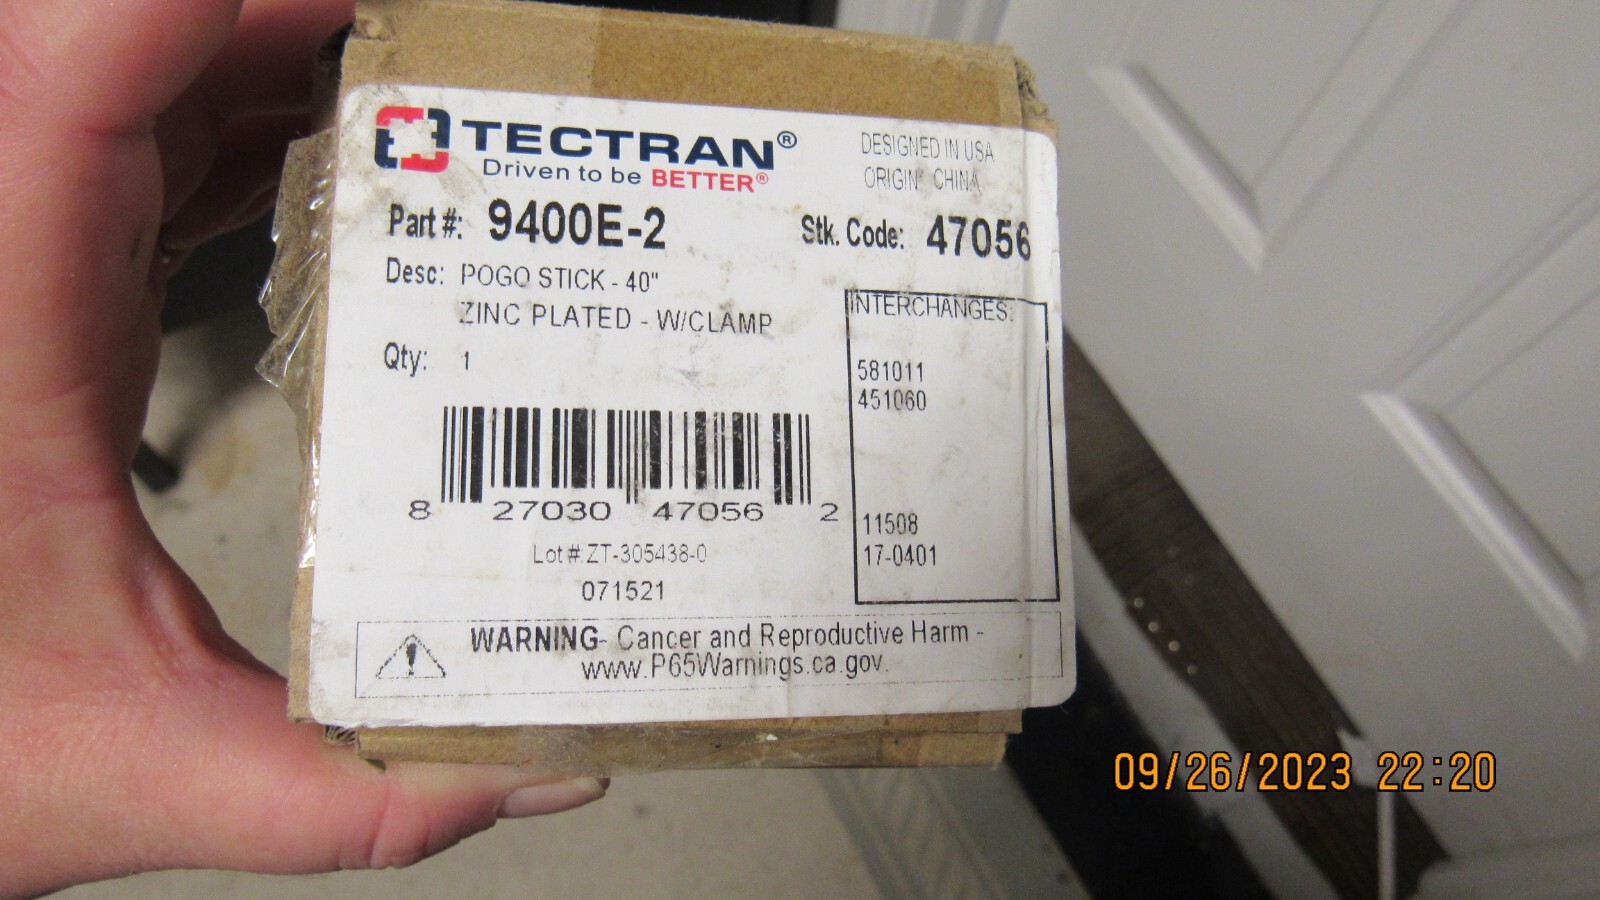 TECTRAN®
Driven to be BETTER®
DESIGNED IN USA
ORIGIN: CHINA
Part #: 9400E-2
Stk. Code: 47056
Desc: POGO STICK - 40"
ZINC PLATED - W/CLAMP
Qty: 1
INTERCHANGES:
581011
451060
11508
17-0401
8 27030 47056 2
Lot #:ZT-305438-0
071521
WARNING- Cancer and Reproductive Harm -
www.P65Warnings.ca.gov.
09/26/2023 22:20